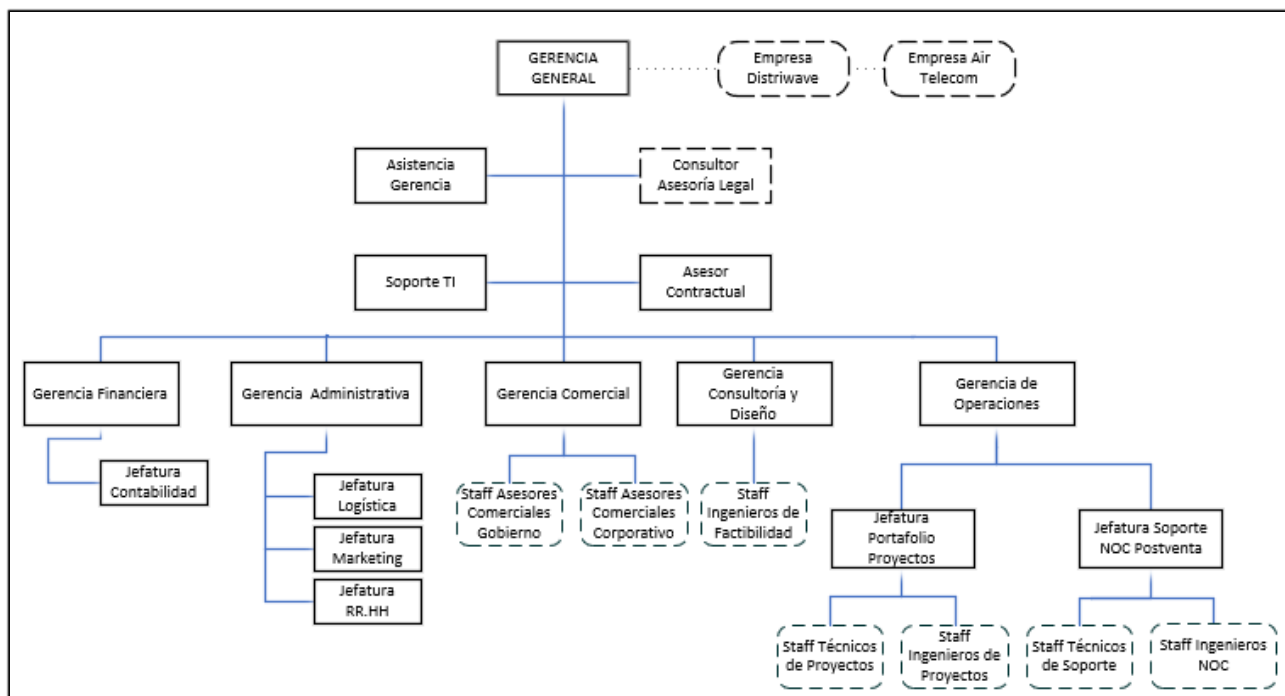 GERENCIA
GENERAL
Empresa
Distriwave
Empresa Air
Telecom
Asistencia
Gerencia
Consultor
Asesoría Legal
Soporte TI
Asesor
Contractual
Gerencia Financiera
Gerencia Administrativa
Gerencia Comercial
Gerencia
Consultoría y
Diseño
Gerencia de
Operaciones
Jefatura
Contabilidad
Jefatura
Logística
Jefatura
Marketing
Jefatura
RR.HH
Staff Asesores
Comerciales
Gobierno
Staff Asesores
Comerciales
Corporativo
Staff
Ingenieros de
Factibilidad
Jefatura
Portafolio
Proyectos
Jefatura Soporte
NOC Postventa
Staff Técnicos
de Proyectos
Staff
Ingenieros de
Proyectos
Staff Técnicos
de Soporte
Staff Ingenieros
NOC